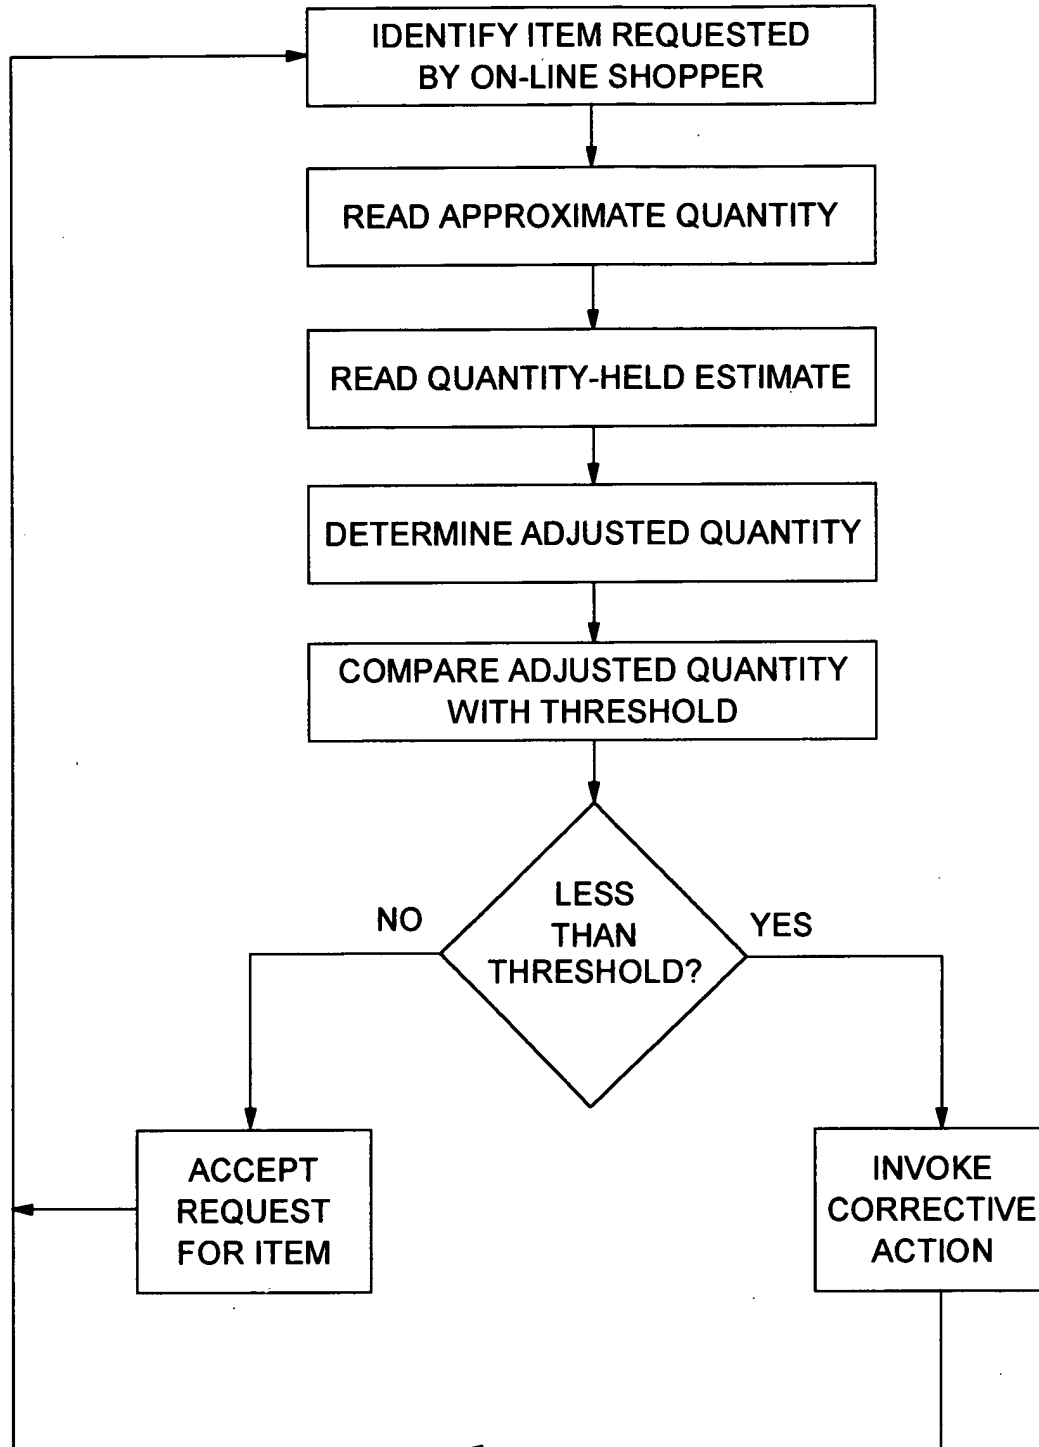 IDENTIFY ITEM REQUESTED
BY ON-LINE SHOPPER
READ APPROXIMATE QUANTITY
READ QUANTITY-HELD ESTIMATE
DETERMINE ADJUSTED QUANTITY
COMPARE ADJUSTED QUANTITY
WITH THRESHOLD
LESS
THAN
THRESHOLD?
NO
YES
ACCEPT
REQUEST
FOR ITEM
INVOKE
CORRECTIVE
ACTION